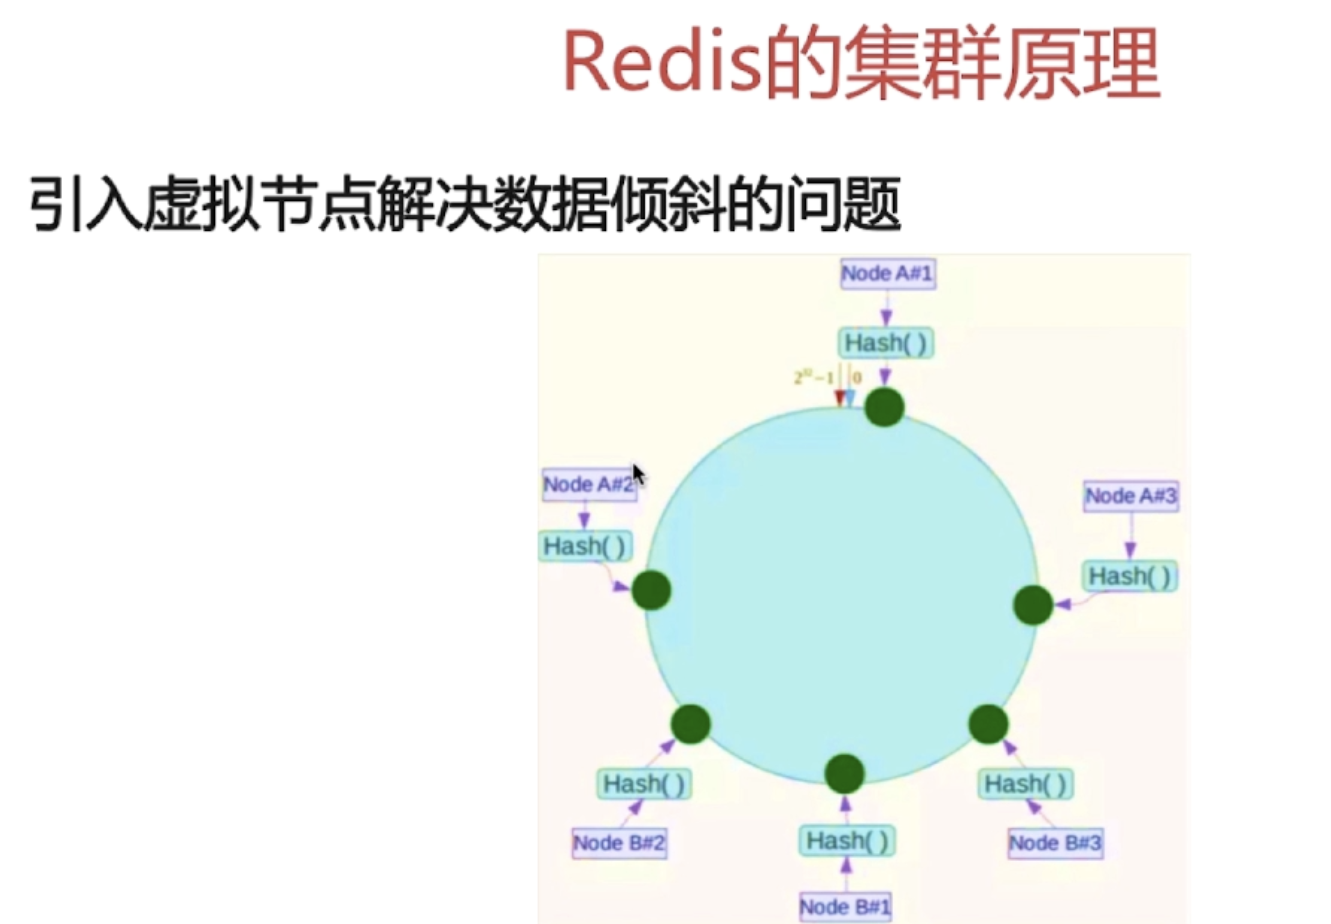 Redis的集群原理
引入虚拟节点解决数据倾斜的问题
Node A#1
Hash( )
2³²−1 0
Node A#2
Hash( )
Node A#3
Hash( )
Hash( )
Node B#2
Hash( )
Node B#1
Hash( )
Node B#3